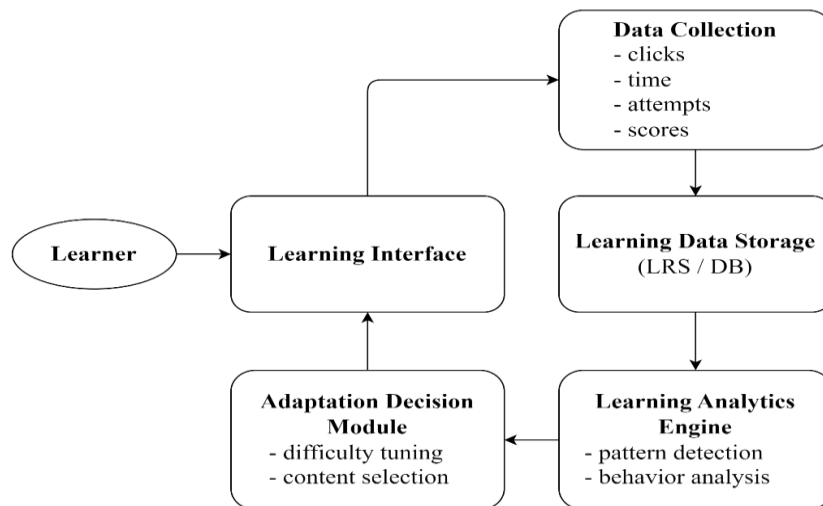 Data Collection
- clicks
- time
- attempts
- scores
Learner
Learning Interface
Learning Data Storage
(LRS / DB)
Adaptation Decision
Module
- difficulty tuning
- content selection
Learning Analytics
Engine
- pattern detection
- behavior analysis